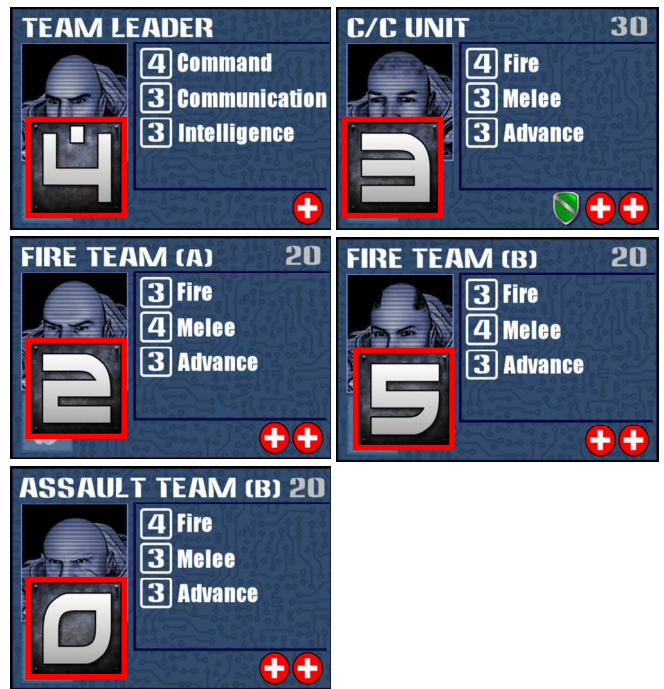 TEAM LEADER
4 Command
3 Communication
3 Intelligence
4
C/C UNIT 30
4 Fire
3 Melee
3 Advance
3
FIRE TEAM (A) 20
3 Fire
4 Melee
3 Advance
2
FIRE TEAM (B) 20
3 Fire
4 Melee
3 Advance
5
ASSAULT TEAM (B) 20
4 Fire
3 Melee
3 Advance
0